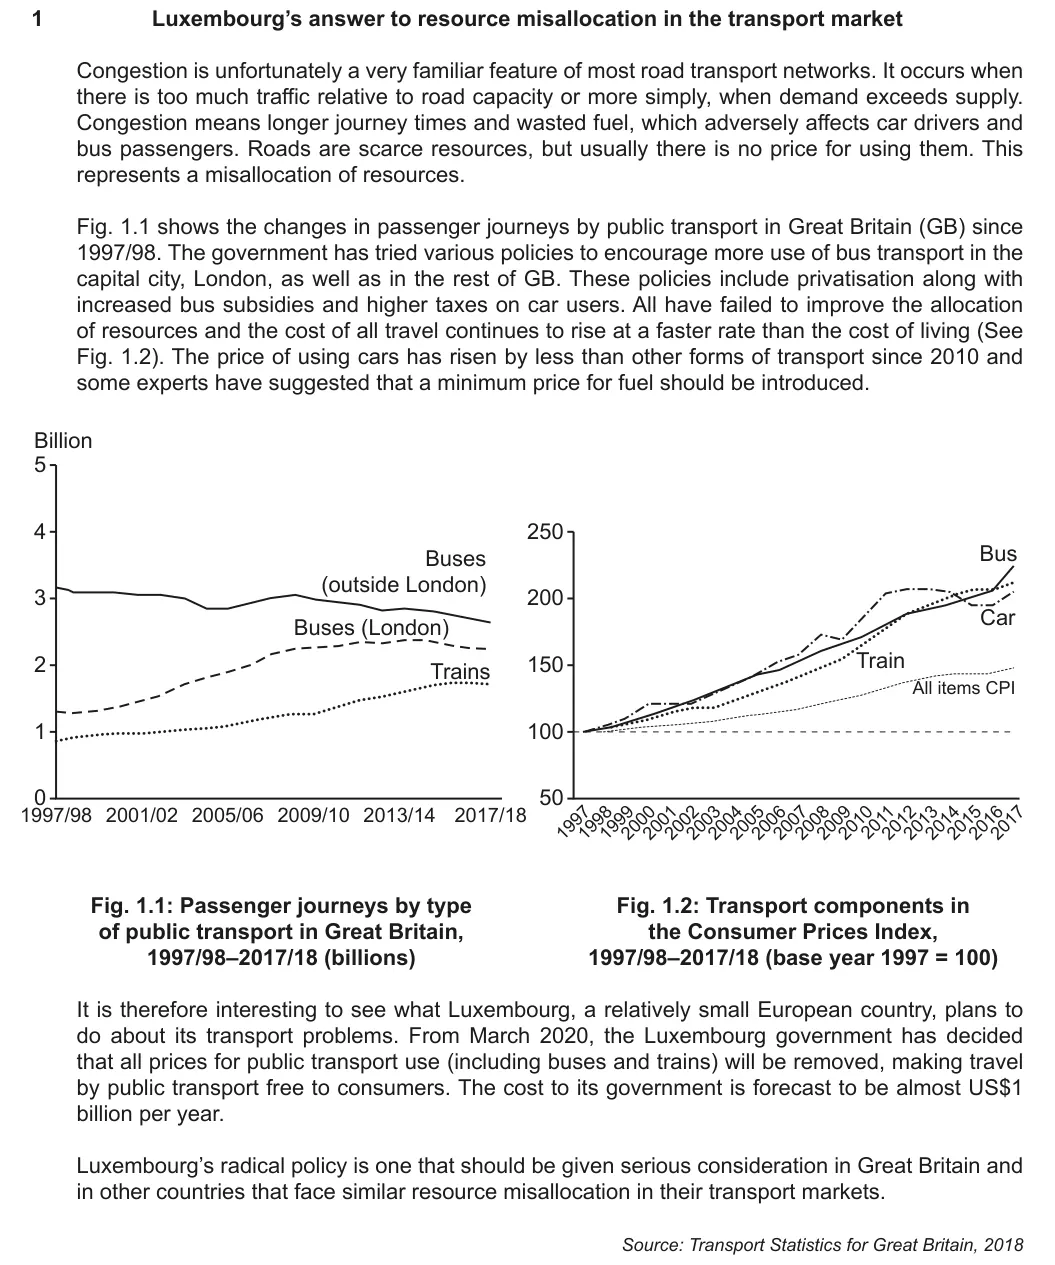 1 Luxembourg’s answer to resource misallocation in the transport market
Congestion is unfortunately a very familiar feature of most road transport networks. It occurs when
there is too much traffic relative to road capacity or more simply, when demand exceeds supply.
Congestion means longer journey times and wasted fuel, which adversely affects car drivers and
bus passengers. Roads are scarce resources, but usually there is no price for using them. This
represents a misallocation of resources.
Fig. 1.1 shows the changes in passenger journeys by public transport in Great Britain (GB) since
1997/98. The government has tried various policies to encourage more use of bus transport in the
capital city, London, as well as in the rest of GB. These policies include privatisation along with
increased bus subsidies and higher taxes on car users. All have failed to improve the allocation
of resources and the cost of all travel continues to rise at a faster rate than the cost of living (See
Fig. 1.2). The price of using cars has risen by less than other forms of transport since 2010 and
some experts have suggested that a minimum price for fuel should be introduced.
Billion
5
4
3
2
1
0
Buses
(outside London)
Buses (London)
Trains
1997/98 2001/02 2005/06 2009/10 2013/14 2017/18
Fig. 1.1: Passenger journeys by type
of public transport in Great Britain,
1997/98–2017/18 (billions)
250
200
150
100
50
Bus
Car
Train
All items CPI
1997 1998 1999 2000 2001 2002 2003 2004 2005 2006 2007 2008 2009 2010 2011 2012 2013 2014 2015 2016 2017
Fig. 1.2: Transport components in
the Consumer Prices Index,
1997/98–2017/18 (base year 1997 = 100)
It is therefore interesting to see what Luxembourg, a relatively small European country, plans to
do about its transport problems. From March 2020, the Luxembourg government has decided
that all prices for public transport use (including buses and trains) will be removed, making travel
by public transport free to consumers. The cost to its government is forecast to be almost US$1
billion per year.
Luxembourg’s radical policy is one that should be given serious consideration in Great Britain and
in other countries that face similar resource misallocation in their transport markets.
Source: Transport Statistics for Great Britain, 2018